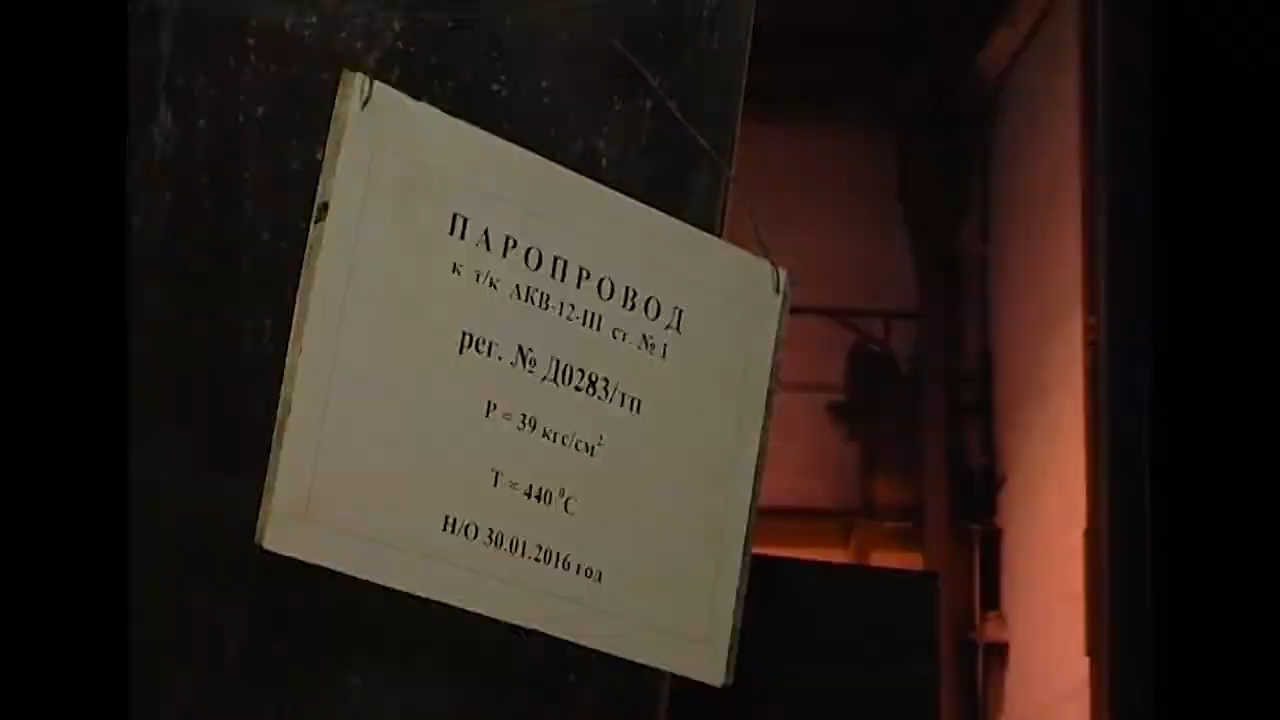 ПАРОПРОВОД
к т/к АКВ-12-III ст. № 1
рег. № Д0283/тп
Р = 39 кгс/см²
Т = 440 ⁰С
Н/О 30.01.2016 год